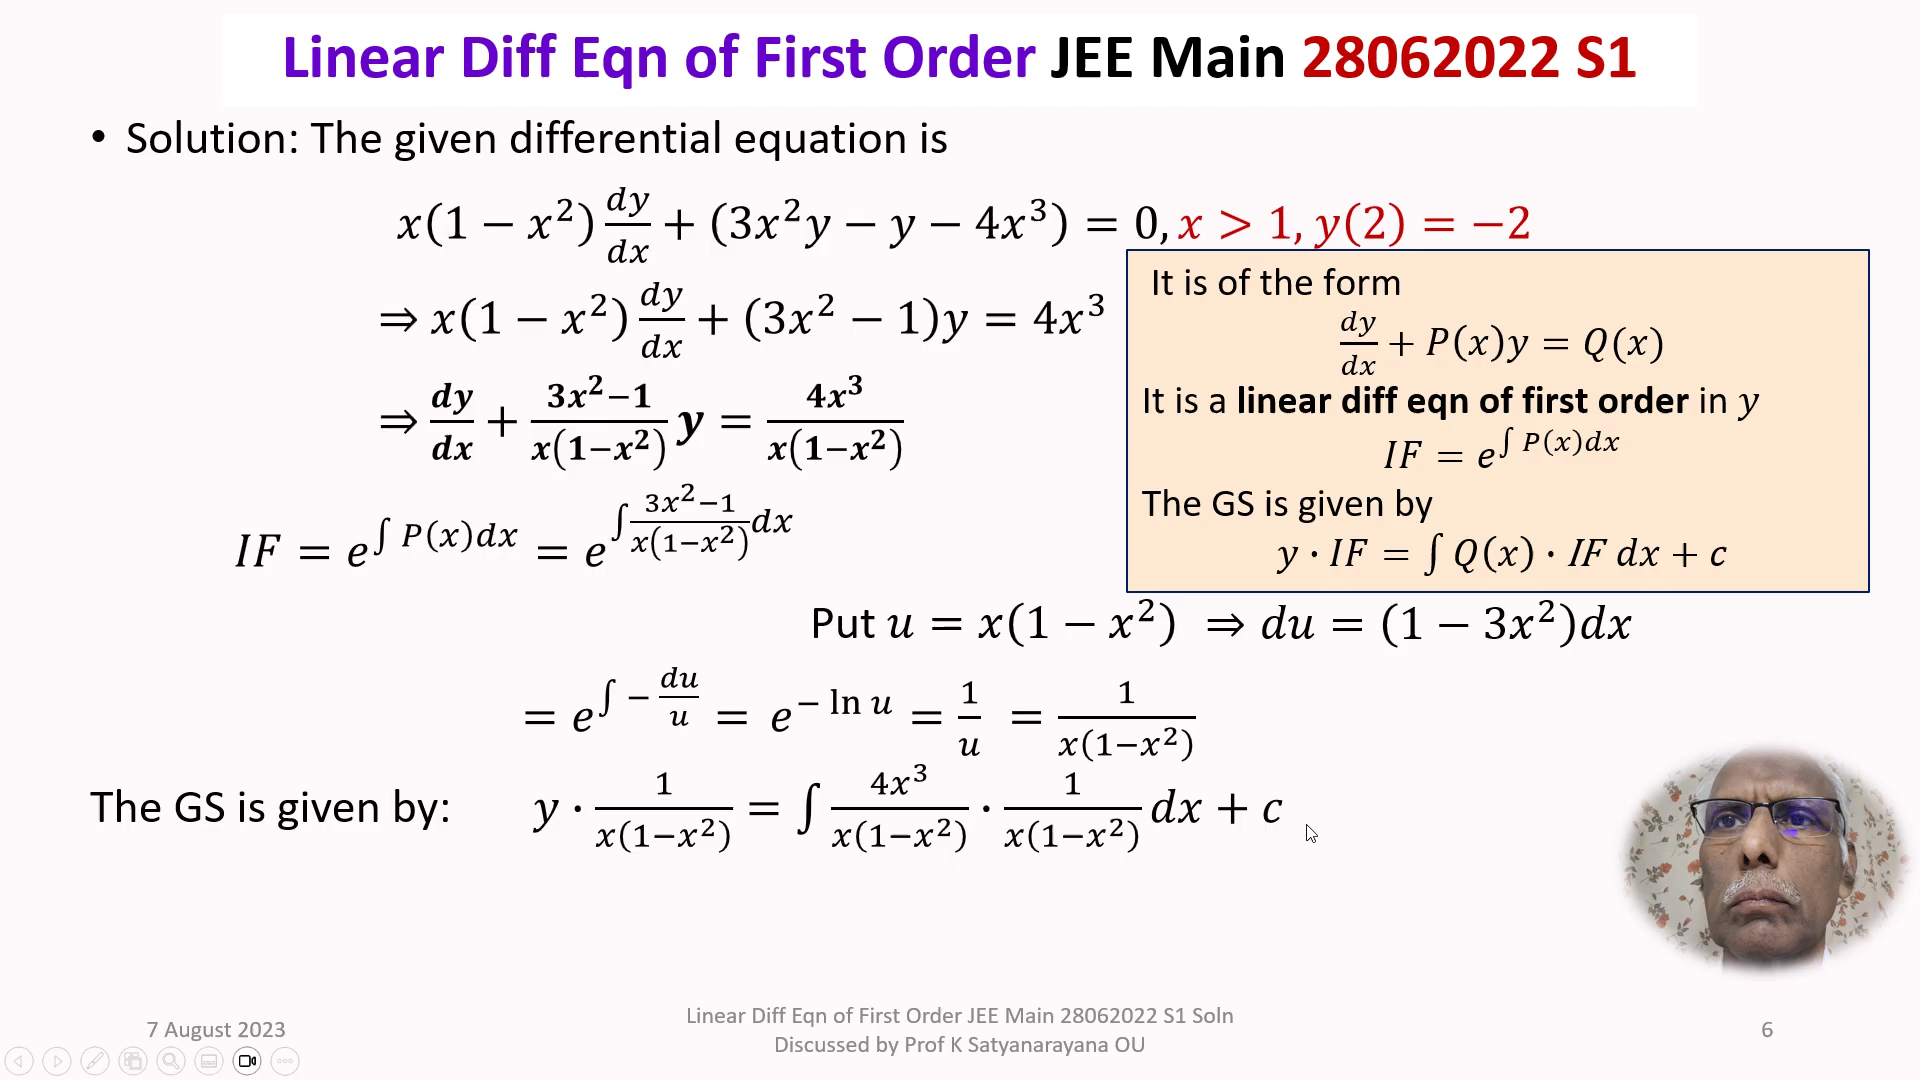 Linear Diff Eqn of First Order JEE Main 28062022 S1
• Solution: The given differential equation is
x(1 − x²) dy/dx + (3x²y − y − 4x³) = 0, x > 1, y(2) = −2
⇒ x(1 − x²) dy/dx + (3x² − 1)y = 4x³
⇒ dy/dx + (3x²−1)/(x(1−x²)) y = 4x³/(x(1−x²))
IF = e^(∫ P(x)dx) = e^(∫ (3x²−1)/(x(1−x²)) dx)
It is of the form
dy/dx + P(x)y = Q(x)
It is a linear diff eqn of first order in y
IF = e^(∫ P(x)dx)
The GS is given by
y · IF = ∫ Q(x) · IF dx + c
Put u = x(1 − x²) ⇒ du = (1 − 3x²)dx
= e^(∫ − du/u) = e^(− ln u) = 1/u = 1/(x(1−x²))
The GS is given by: y · 1/(x(1−x²)) = ∫ 4x³/(x(1−x²)) · 1/(x(1−x²)) dx + c
7 August 2023
Linear Diff Eqn of First Order JEE Main 28062022 S1 Soln
Discussed by Prof K Satyanarayana OU
6